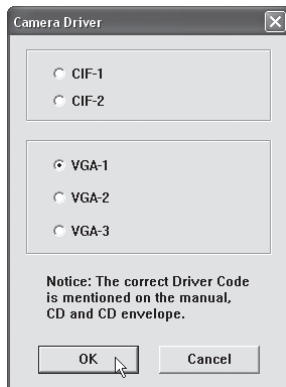 Camera Driver
CIF-1
CIF-2
VGA-1
VGA-2
VGA-3
Notice: The correct Driver Code
is mentioned on the manual,
CD and CD envelope.
OK Cancel